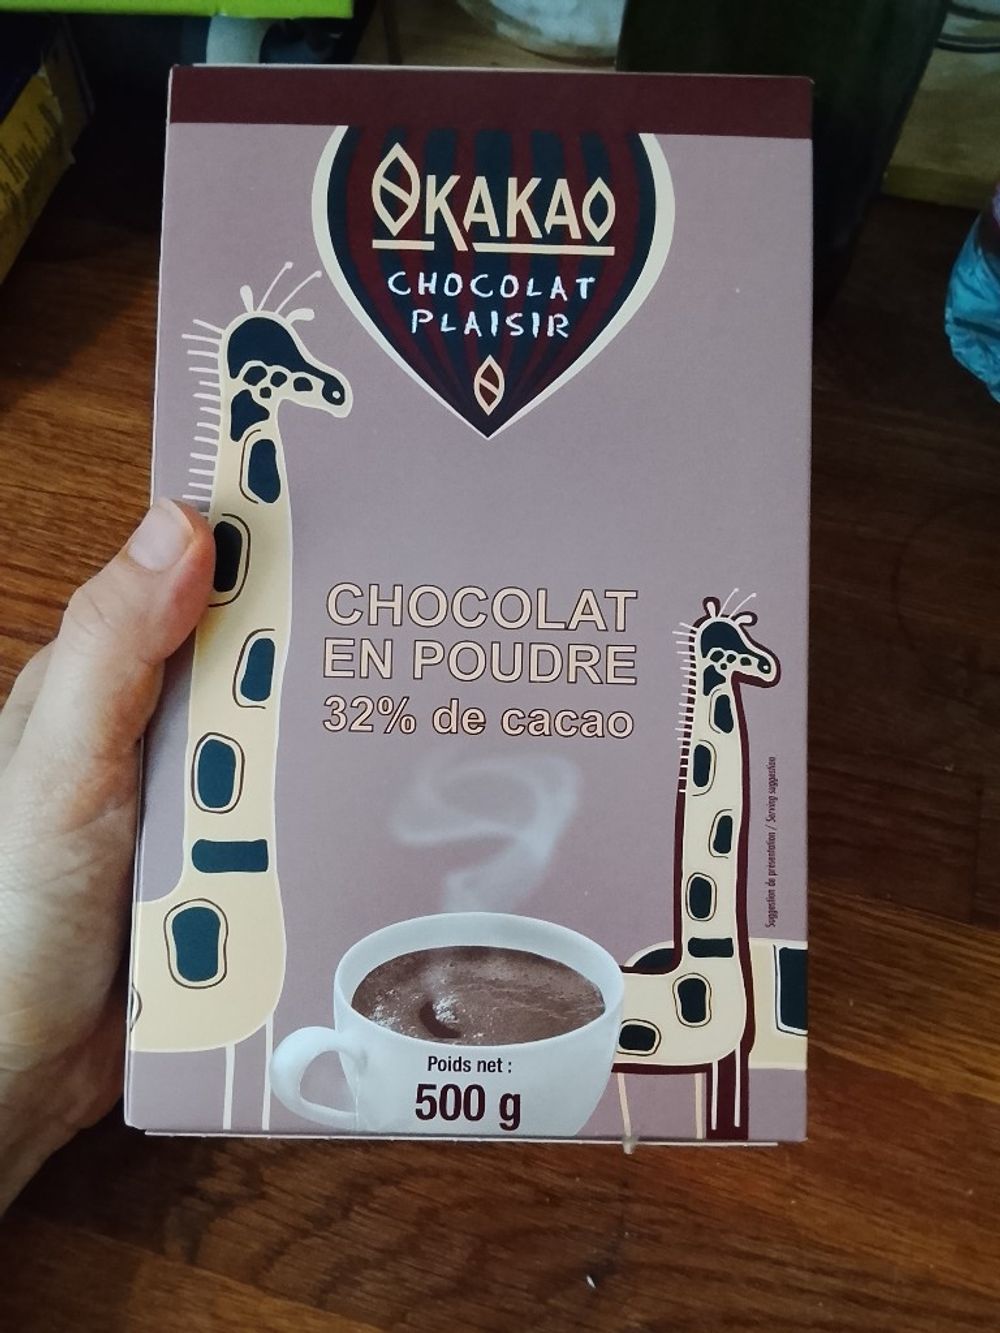 OKAKAO
CHOCOLAT
PLAISIR
CHOCOLAT
EN POUDRE
32% de cacao
Suggestion de présentation / Serving suggestion
Poids net :
500 g